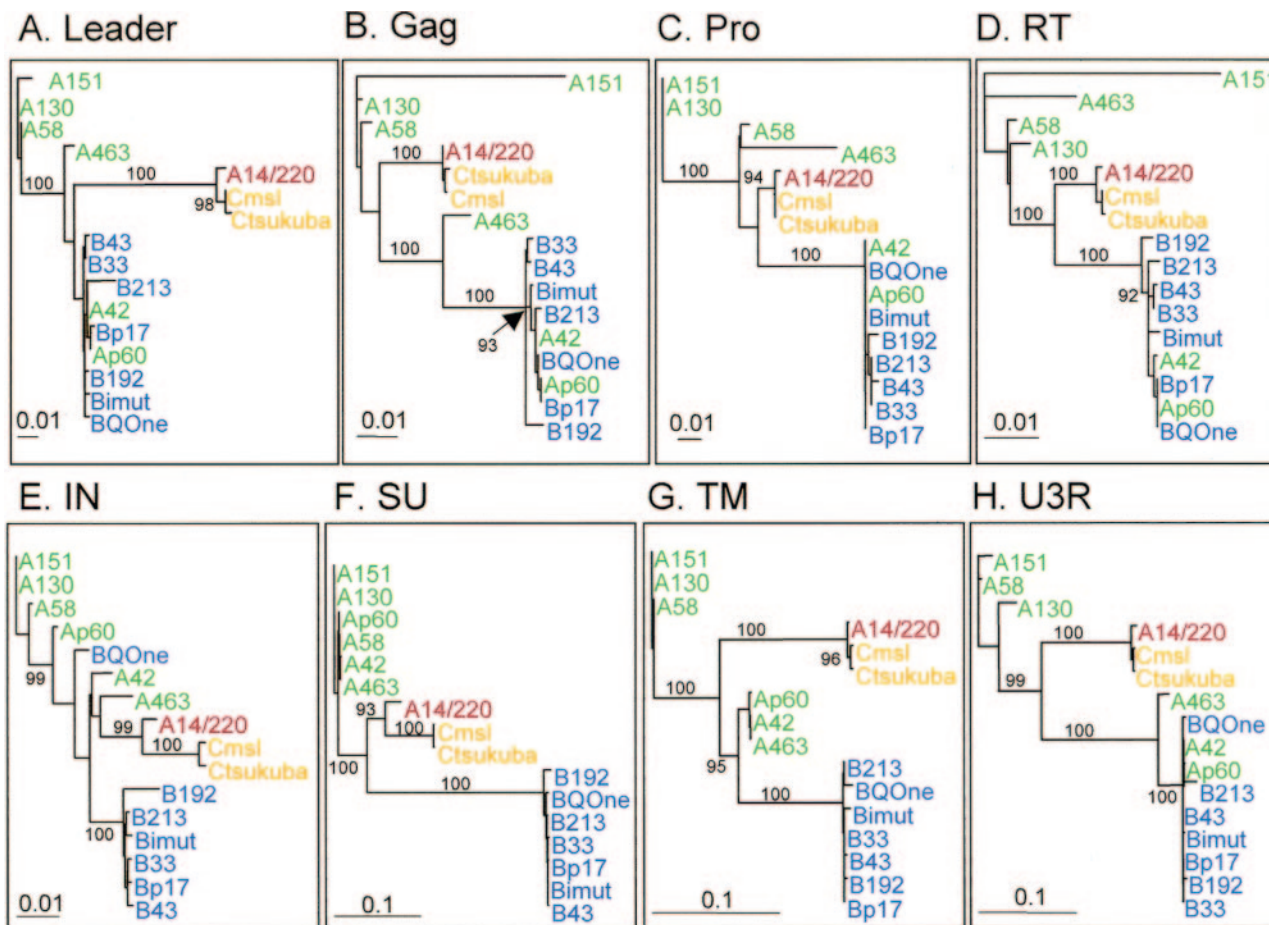 A. Leader
A151
A130
A58
A463
100
100
A14/220
98
Cmsl
Ctsukuba
B43
B33
B213
A42
Bp17
Ap60
B192
Bimut
BQOne
0.01
B. Gag
A151
A130
A58
100
A14/220
Ctsukuba
Cmsl
A463
100
B33
B43
100
Bimut
B213
93
A42
BQOne
Ap60
Bp17
B192
0.01
C. Pro
A151
A130
A58
A463
100
94
A14/220
Cmsl
Ctsukuba
A42
100
BQOne
Ap60
Bimut
B192
B213
B43
B33
Bp17
0.01
D. RT
A151
A463
A58
A130
100
A14/220
Cmsl
Ctsukuba
100
B192
100
B213
92
B43
B33
Bimut
A42
Bp17
Ap60
BQOne
0.01
E. IN
A151
A130
A58
Ap60
BQOne
99
A42
A463
A14/220
99
100
Cmsl
Ctsukuba
B192
B213
100
Bimut
B33
Bp17
B43
0.01
F. SU
A151
A130
Ap60
A58
A42
A463
93
A14/220
100
Cmsl
Ctsukuba
100
100
B192
BQOne
B213
B33
Bp17
Bimut
B43
0.1
G. TM
A151
A130
A58
100
A14/220
96
Cmsl
Ctsukuba
100
Ap60
A42
A463
95
B213
100
BQOne
Bimut
B33
B43
B192
Bp17
0.1
H. U3R
A151
A58
A130
100
A14/220
Cmsl
Ctsukuba
99
A463
100
BQOne
A42
Ap60
100
B213
B43
Bimut
Bp17
B192
B33
0.1